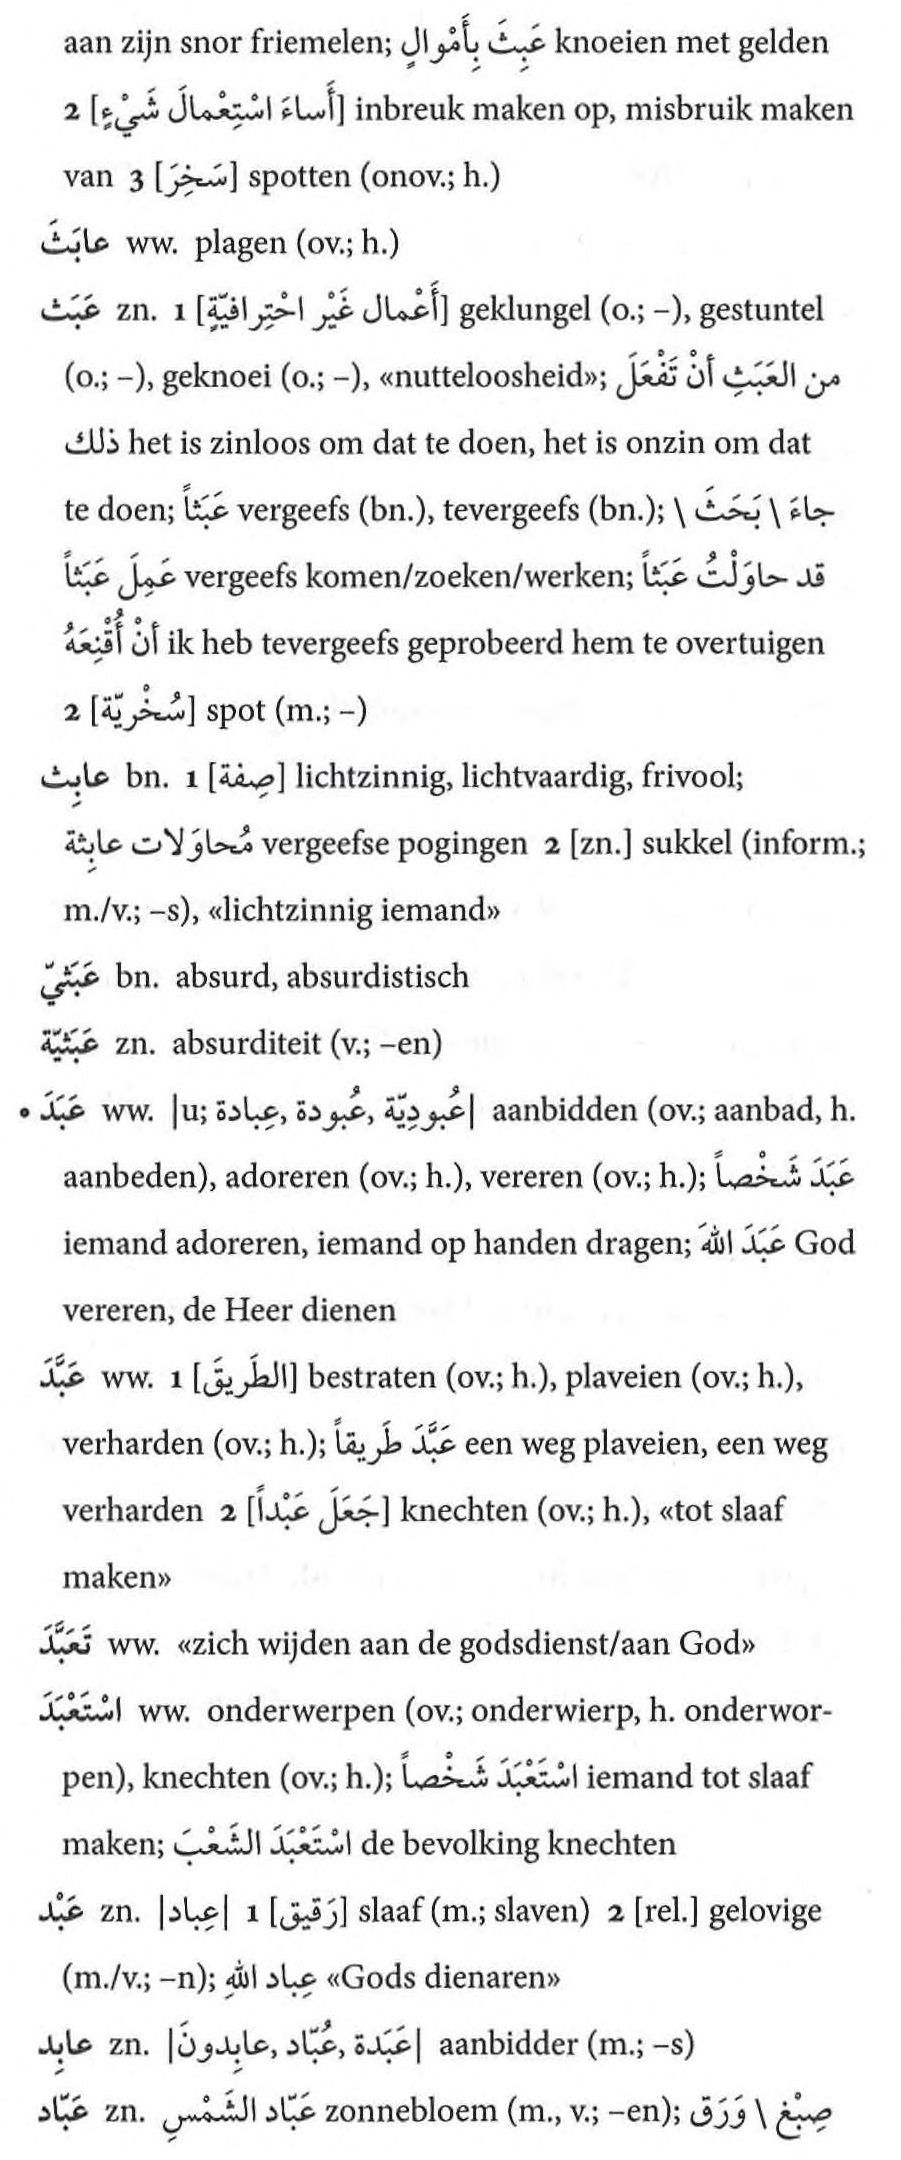 aan zijn snor friemelen; عَبِثَ بِأَمْوالٍ knoeien met gelden
2 [أَساءَ اسْتِعْمالَ شَيْءٍ] inbreuk maken op, misbruik maken
van 3 [سَخِرَ] spotten (onov.; h.)
عابَثَ ww. plagen (ov.; h.)
عَبَث zn. 1 [أَعْمال غَيْر احْتِرافيّةٍ] geklungel (o.; –), gestuntel
(o.; –), geknoei (o.; –), «nutteloosheid»; من العَبَثِ أنْ تَفْعَلَ
ذلك het is zinloos om dat te doen, het is onzin om dat
te doen; عَبَثاً vergeefs (bn.), tevergeefs (bn.); جاءَ \ بَحَثَ \
عَمِلَ عَبَثاً vergeefs komen/zoeken/werken; قد حاوَلْتُ عَبَثاً
أنْ أُقْنِعَهُ ik heb tevergeefs geprobeerd hem te overtuigen
2 [سُخْريّة] spot (m.; –)
عابِث bn. 1 [صِفة] lichtzinnig, lichtvaardig, frivool;
مُحاوَلات عابِثة vergeefse pogingen 2 [zn.] sukkel (inform.;
m./v.; –s), «lichtzinnig iemand»
عَبَثيّ bn. absurd, absurdistisch
عَبَثيّة zn. absurditeit (v.; –en)
• عَبَدَ ww. |u; عُبودِيّة, عُبودة, عِبادة| aanbidden (ov.; aanbad, h.
aanbeden), adoreren (ov.; h.), vereren (ov.; h.); عَبَدَ شَخْصاً
iemand adoreren, iemand op handen dragen; عَبَدَ اللهَ God
vereren, de Heer dienen
عَبَّدَ ww. 1 [الطَريقَ] bestraten (ov.; h.), plaveien (ov.; h.),
verharden (ov.; h.); عَبَّدَ طَريقاً een weg plaveien, een weg
verharden 2 [جَعَلَ عَبْداً] knechten (ov.; h.), «tot slaaf
maken»
تَعَبَّدَ ww. «zich wijden aan de godsdienst/aan God»
اسْتَعْبَدَ ww. onderwerpen (ov.; onderwierp, h. onderwor-
pen), knechten (ov.; h.); اسْتَعْبَدَ شَخْصاً iemand tot slaaf
maken; اسْتَعْبَدَ الشَعْبَ de bevolking knechten
عَبْد zn. |عِباد| 1 [رَقيق] slaaf (m.; slaven) 2 [rel.] gelovige
(m./v.; –n); عِباد اللهِ «Gods dienaren»
عابِد zn. |عَبَدة, عُبّاد, عابِدونَ| aanbidder (m.; –s)
عَبّاد zn. عَبّاد الشَمْسِ zonnebloem (m., v.; –en); صِبْغ \ وَرَق